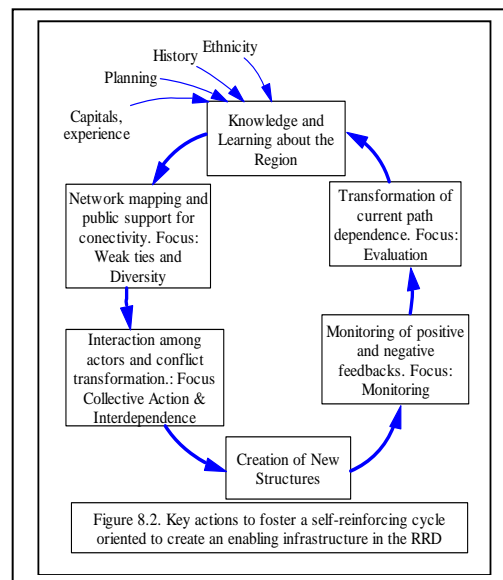 Ethnicity
History
Planning
Capitals,
experience
Knowledge and
Learning about the
Region
Network mapping and
public support for
conectivity. Focus:
Weak ties and
Diversity
Interaction among
actors and conflict
transformation.: Focus
Collective Action &
Interdependence
Creation of New
Structures
Monitoring of positive
and negative
feedbacks. Focus:
Monitoring
Transformation of
current path
dependence. Focus:
Evaluation
Figure 8.2. Key actions to foster a self-reinforcing cycle
oriented to create an enabling infrastructure in the RRD